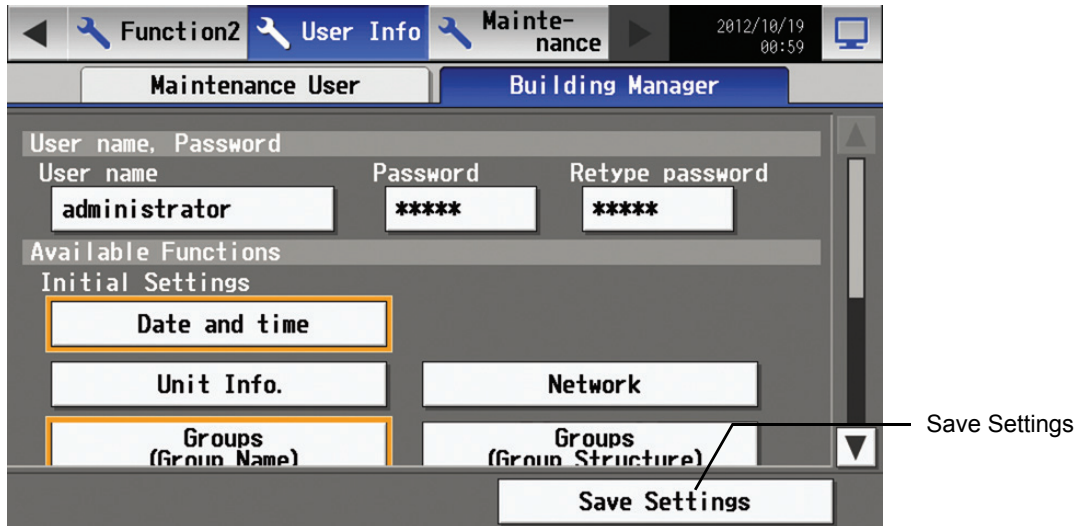 Function2
User Info
Mainte-
nance
2012/10/19
00:59
Maintenance User
Building Manager
User name, Password
User name
Password
Retype password
administrator
*****
*****
Available Functions
Initial Settings
Date and time
Unit Info.
Network
Groups
(Group Name)
Groups
(Group Structure)
Save Settings
Save Settings